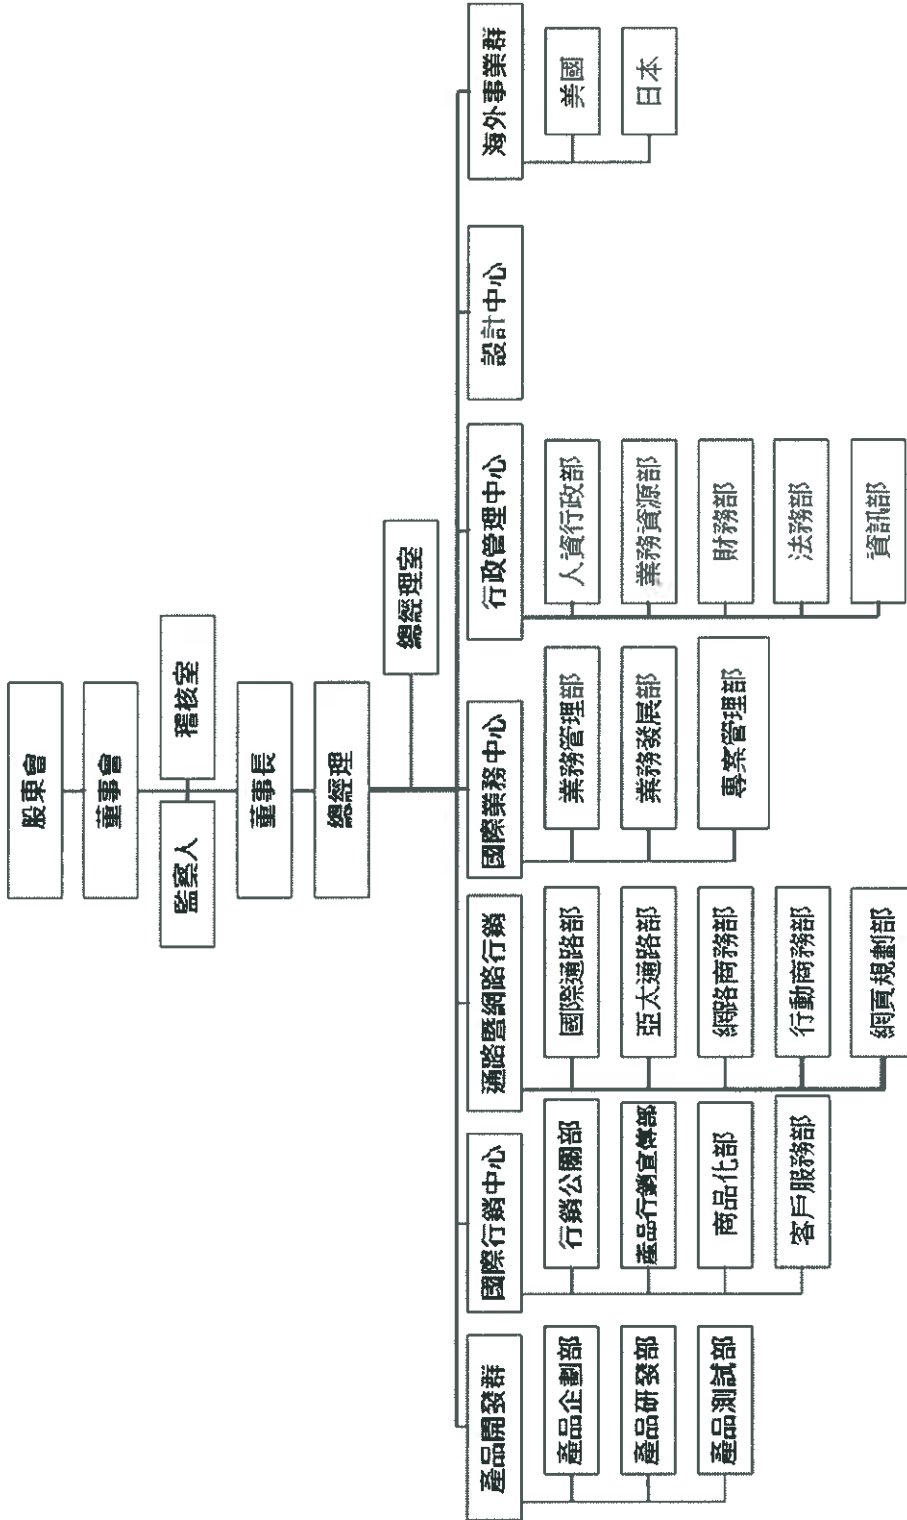 股東會
董事會
監察人
稽核室
董事長
總經理
總經理室
產品開發群
產品企劃部
產品研發部
產品測試部
國際行銷中心
行銷公關部
產品行銷宣傳部
商品化部
客戶服務部
通路暨網路行銷
國際通路部
亞太通路部
網路商務部
行動商務部
網頁規劃部
國際業務中心
業務管理部
業務發展部
專案管理部
行政管理中心
人資行政部
業務資源部
財務部
法務部
資訊部
設計中心
海外事業群
美國
日本